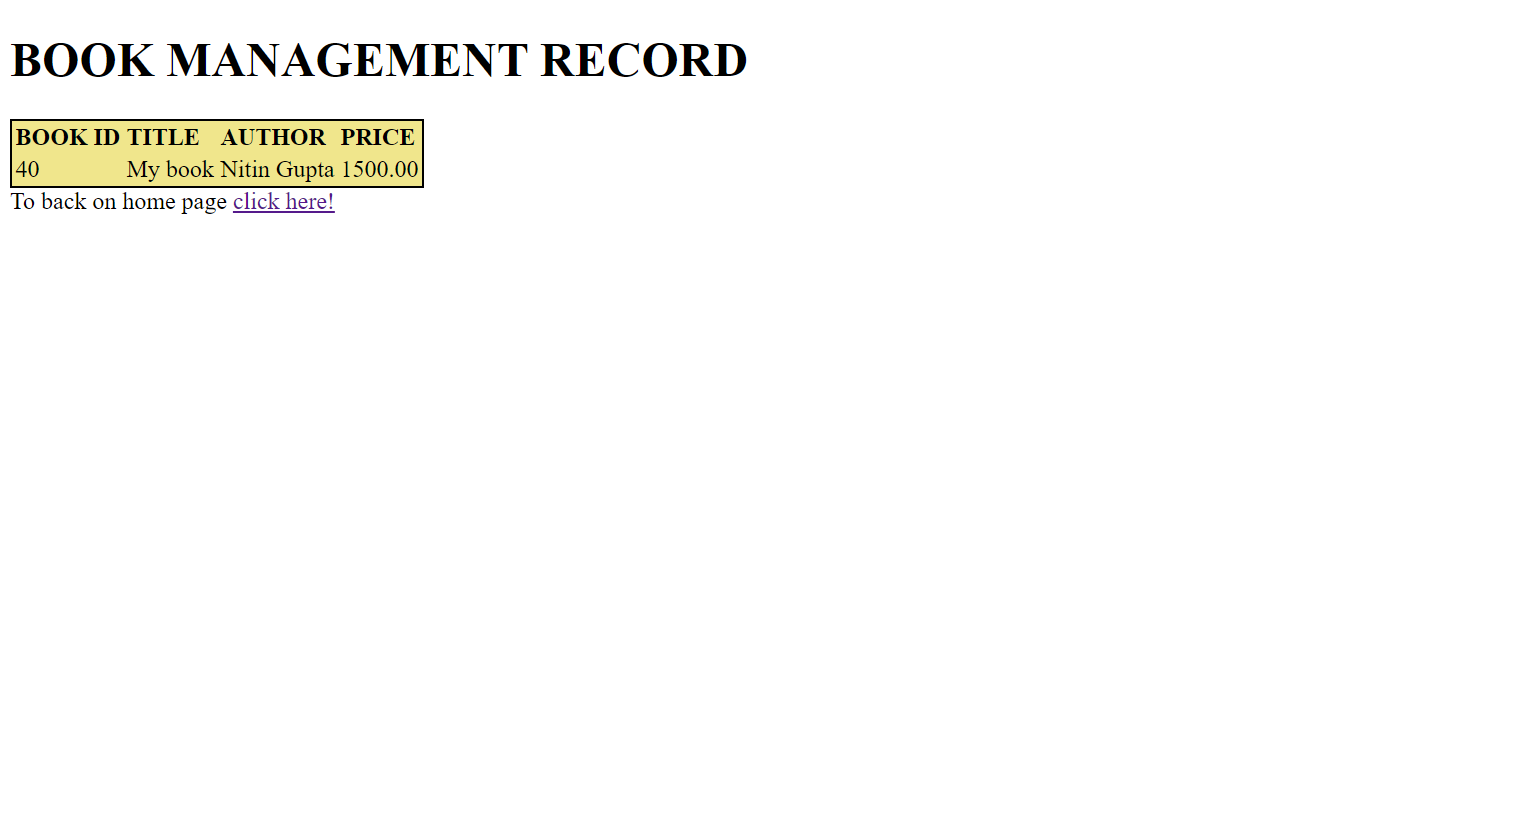 BOOK MANAGEMENT RECORD
BOOK ID TITLE AUTHOR PRICE
40 My book Nitin Gupta 1500.00
To back on home page click here!